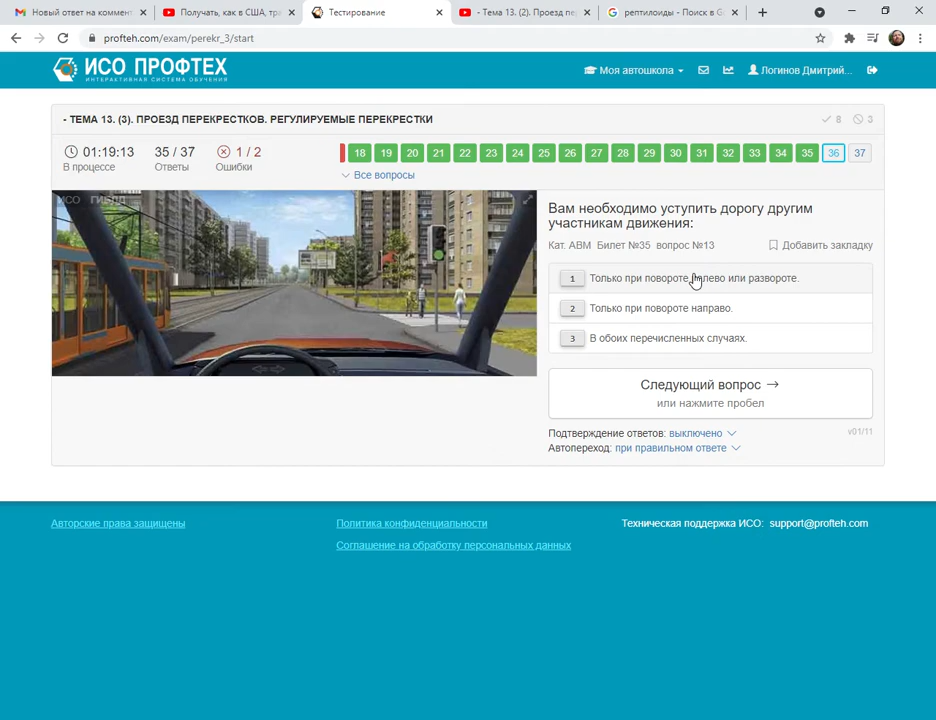 Новый ответ на коммент
Получать, как в США, тра
Тестирование
- Тема 13. (2). Проезд пе
рептилоиды - Поиск в G
profteh.com/exam/perekr_3/start
ИСО ПРОФТЕХ
ИНТЕРАКТИВНАЯ СИСТЕМА ОБУЧЕНИЯ
Моя автошкола
Логинов Дмитрий...
- ТЕМА 13. (3). ПРОЕЗД ПЕРЕКРЕСТКОВ. РЕГУЛИРУЕМЫЕ ПЕРЕКРЕСТКИ
8 3
01:19:13 35 / 37 1 / 2
В процессе Ответы Ошибки
18 19 20 21 22 23 24 25 26 27 28 29 30 31 32 33 34 35 36 37
Все вопросы
ИСО ГИБДД
Вам необходимо уступить дорогу другим
участникам движения:
Кат. АВМ Билет №35 вопрос №13 Добавить закладку
1 Только при повороте налево или развороте.
2 Только при повороте направо.
3 В обоих перечисленных случаях.
Следующий вопрос →
или нажмите пробел
Подтверждение ответов: выключено
v01/11
Автопереход: при правильном ответе
Авторские права защищены
Политика конфиденциальности
Техническая поддержка ИСО: support@profteh.com
Соглашение на обработку персональных данных